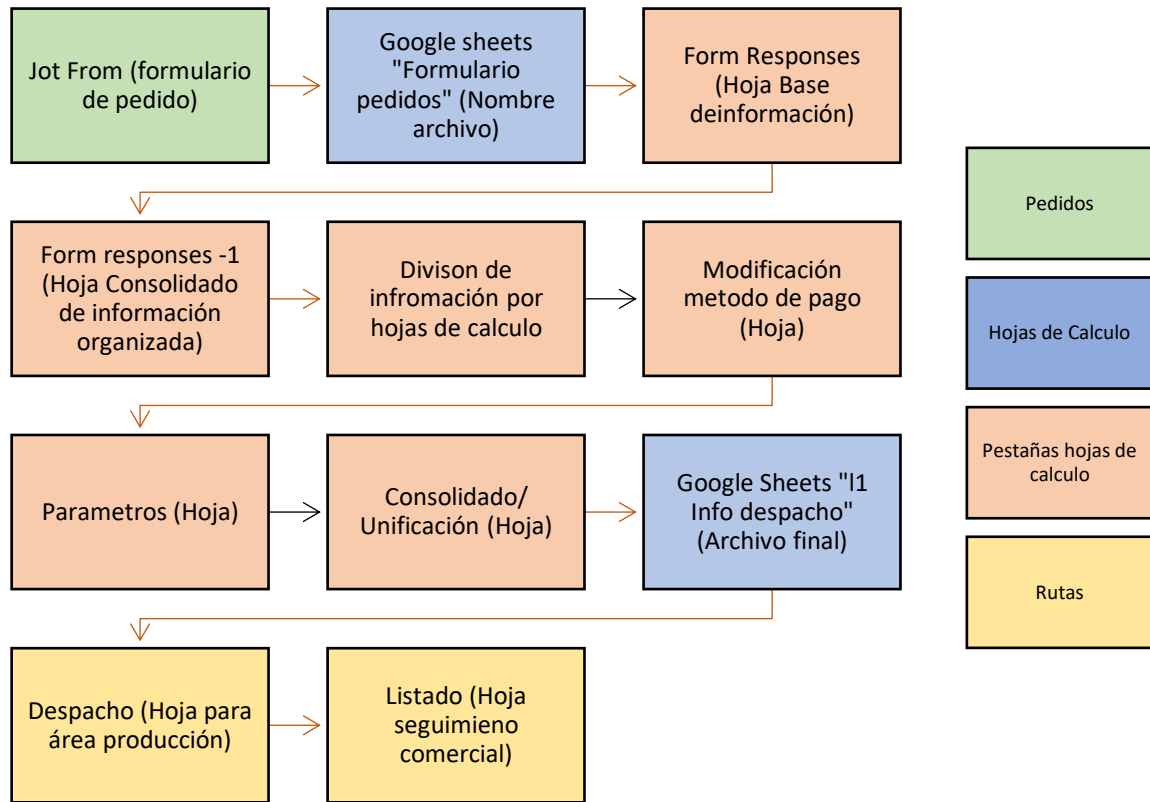 Jot From (formulario
de pedido)
Google sheets
"Formulario
pedidos" (Nombre
archivo)
Form Responses
(Hoja Base
deinformación)
Form responses -1
(Hoja Consolidado
de información
organizada)
Divison de
infromación por
hojas de calculo
Modificación
metodo de pago
(Hoja)
Parametros (Hoja)
Consolidado/
Unificación (Hoja)
Google Sheets "I1
Info despacho"
(Archivo final)
Despacho (Hoja para
área producción)
Listado (Hoja
seguimieno
comercial)
Pedidos
Hojas de Calculo
Pestañas hojas de
calculo
Rutas